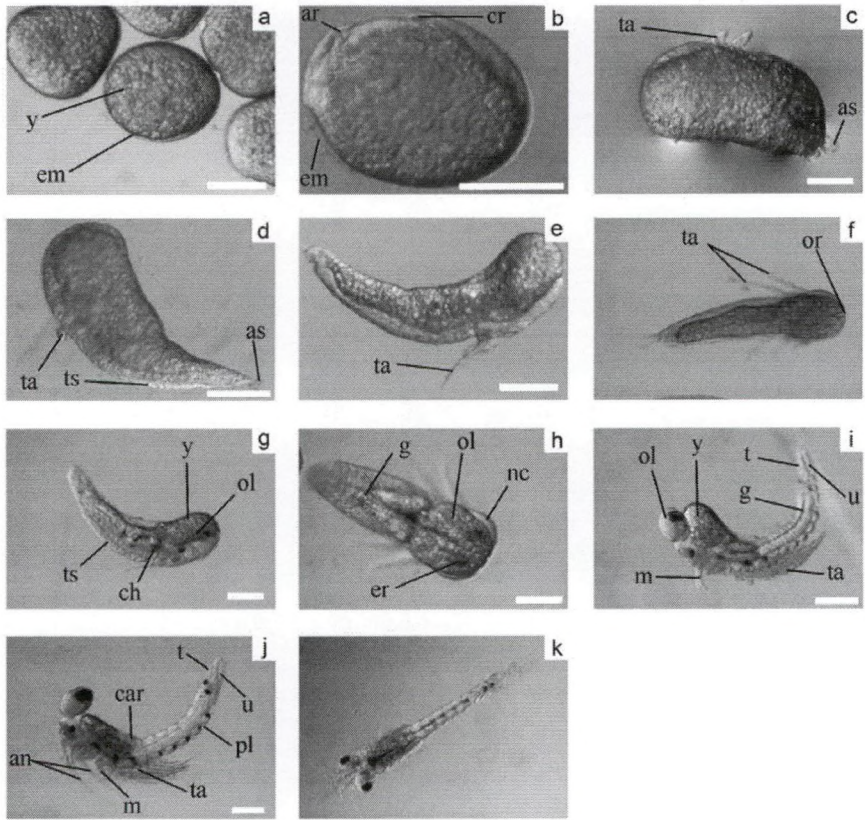 a
y
em
b
ar
cr
em
c
ta
as
d
ta
ts
as
e
ta
f
ta
or
g
y
ol
ts
ch
h
g
ol
nc
er
i
ol
y
t
u
g
m
ta
j
t
car
u
an
pl
m
ta
k